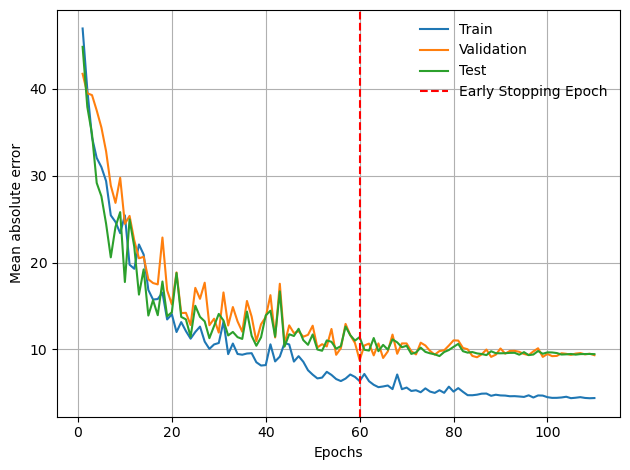 Train
Validation
Test
Early Stopping Epoch
Mean absolute error
40
30
20
10
0 20 40 60 80 100
Epochs